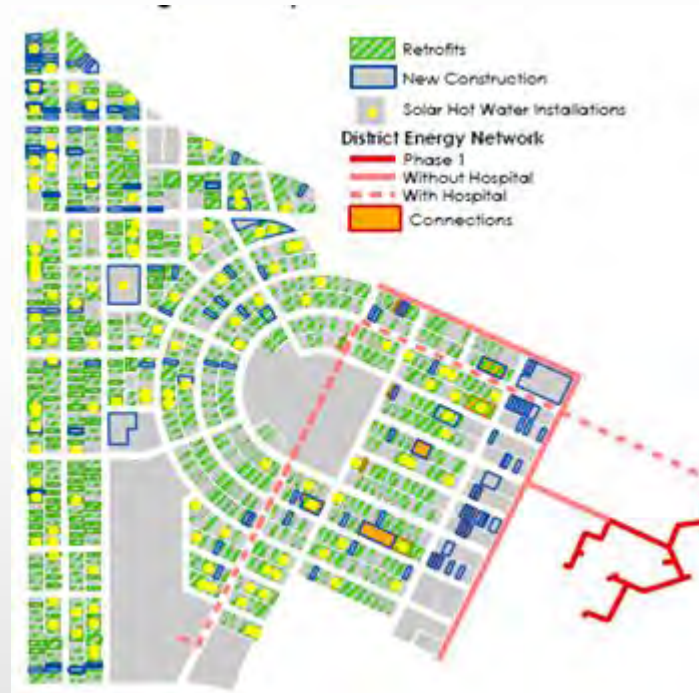 Retrofits
New Construction
Solar Hot Water Installations
District Energy Network
Phase 1
Without Hospital
With Hospital
Connections